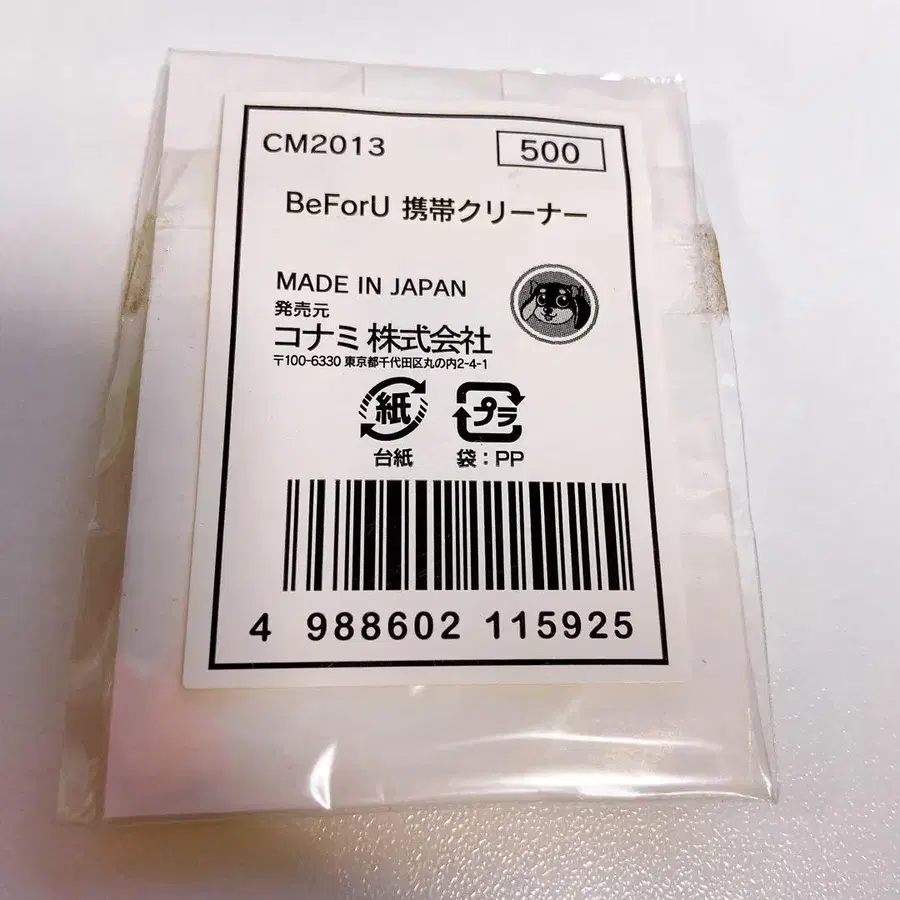 CM2013
500
BeForU 携帯クリーナー
MADE IN JAPAN
発売元
コナミ 株式会社
〒100-6330 東京都千代田区丸の内2-4-1
紙 プラ
台紙 袋：PP
4 988602 115925